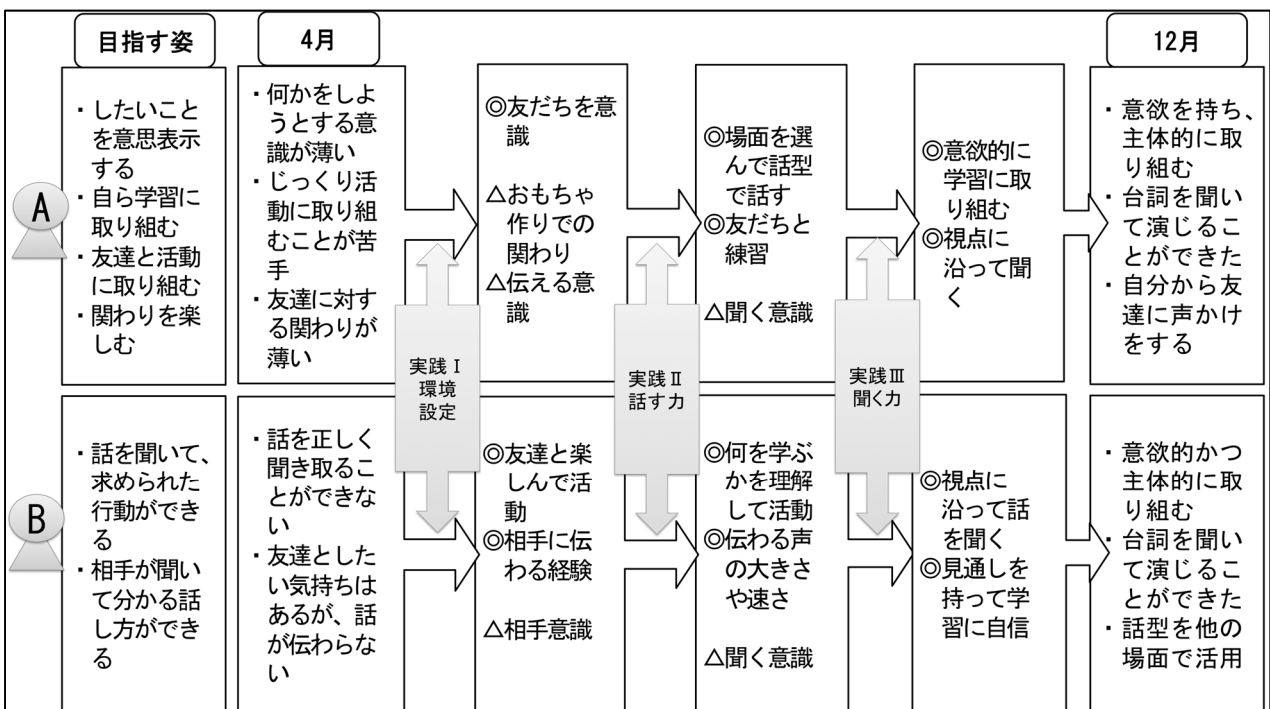 目指す姿
4月
12月
A
・したいこと
を意思表示
する
・自ら学習に
取り組む
・友達と活動
に取り組む
・関わりを楽
しむ
・何かをしよ
うとする意
識が薄い
・じっくり活
動に取り組
むことが苦
手
・友達に対す
る関わりが
薄い
実践Ⅰ
環境
設定
◎友だちを意
識
△おもちゃ
作りでの
関わり
△伝える意
識
実践Ⅱ
話す力
◎場面を選
んで話型
で話す
◎友だちと
練習
△聞く意識
実践Ⅲ
聞く力
◎意欲的に
学習に取
り組む
◎視点に
沿って聞
く
・意欲を持ち、
主体的に取
り組む
・台詞を聞い
て演じるこ
とができた
・自分から友
達に声かけ
をする
B
・話を聞いて、
求められた
行動ができ
る
・相手が聞い
て分かる話
し方ができ
る
・話を正しく
聞き取るこ
とができな
い
・友達とした
い気持ちは
あるが、話
が伝わらな
い
◎友達と楽
しんで活
動
◎相手に伝
わる経験
△相手意識
◎何を学ぶ
かを理解
して活動
◎伝わる声
の大きさ
や速さ
△聞く意識
◎視点に
沿って話
を聞く
◎見通しを
持って学
習に自信
・意欲的かつ
主体的に取
り組む
・台詞を聞い
て演じるこ
とができた
・話型を他の
場面で活用